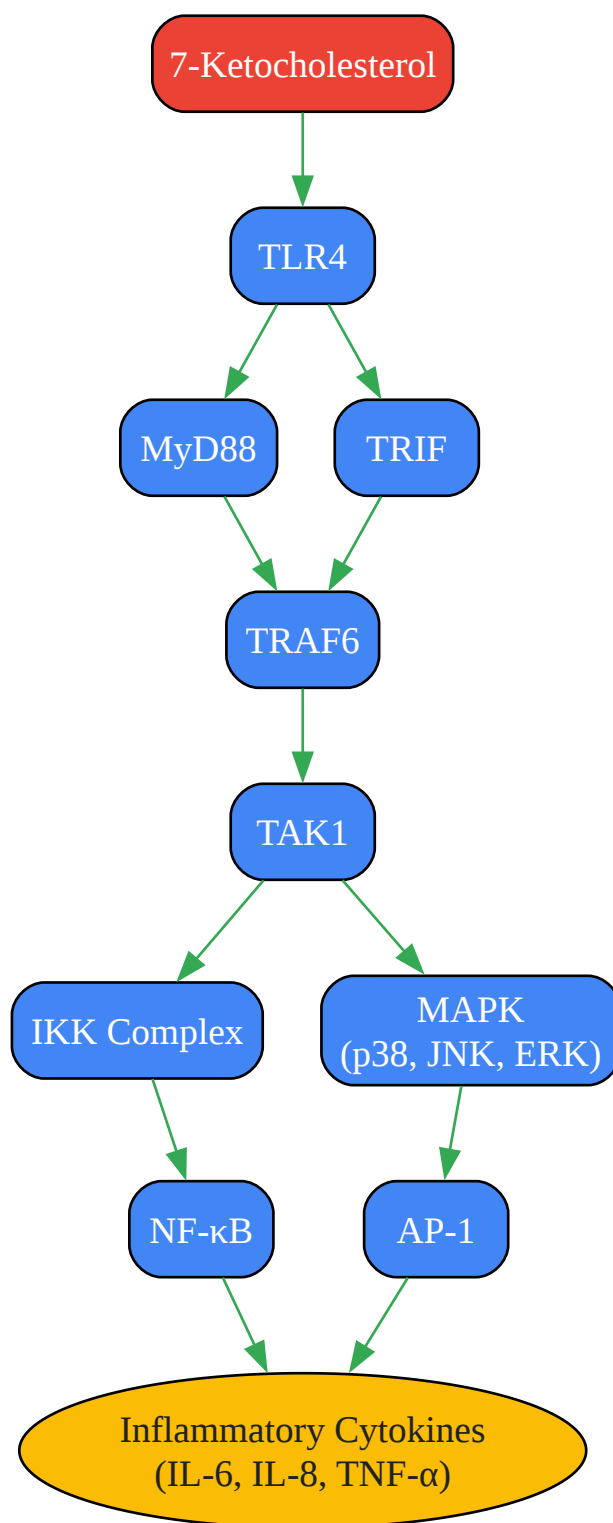 7-Ketocholesterol
TLR4
MyD88
TRIF
TRAF6
TAK1
IKK Complex
MAPK
(p38, JNK, ERK)
NF-κB
AP-1
Inflammatory Cytokines
(IL-6, IL-8, TNF-α)